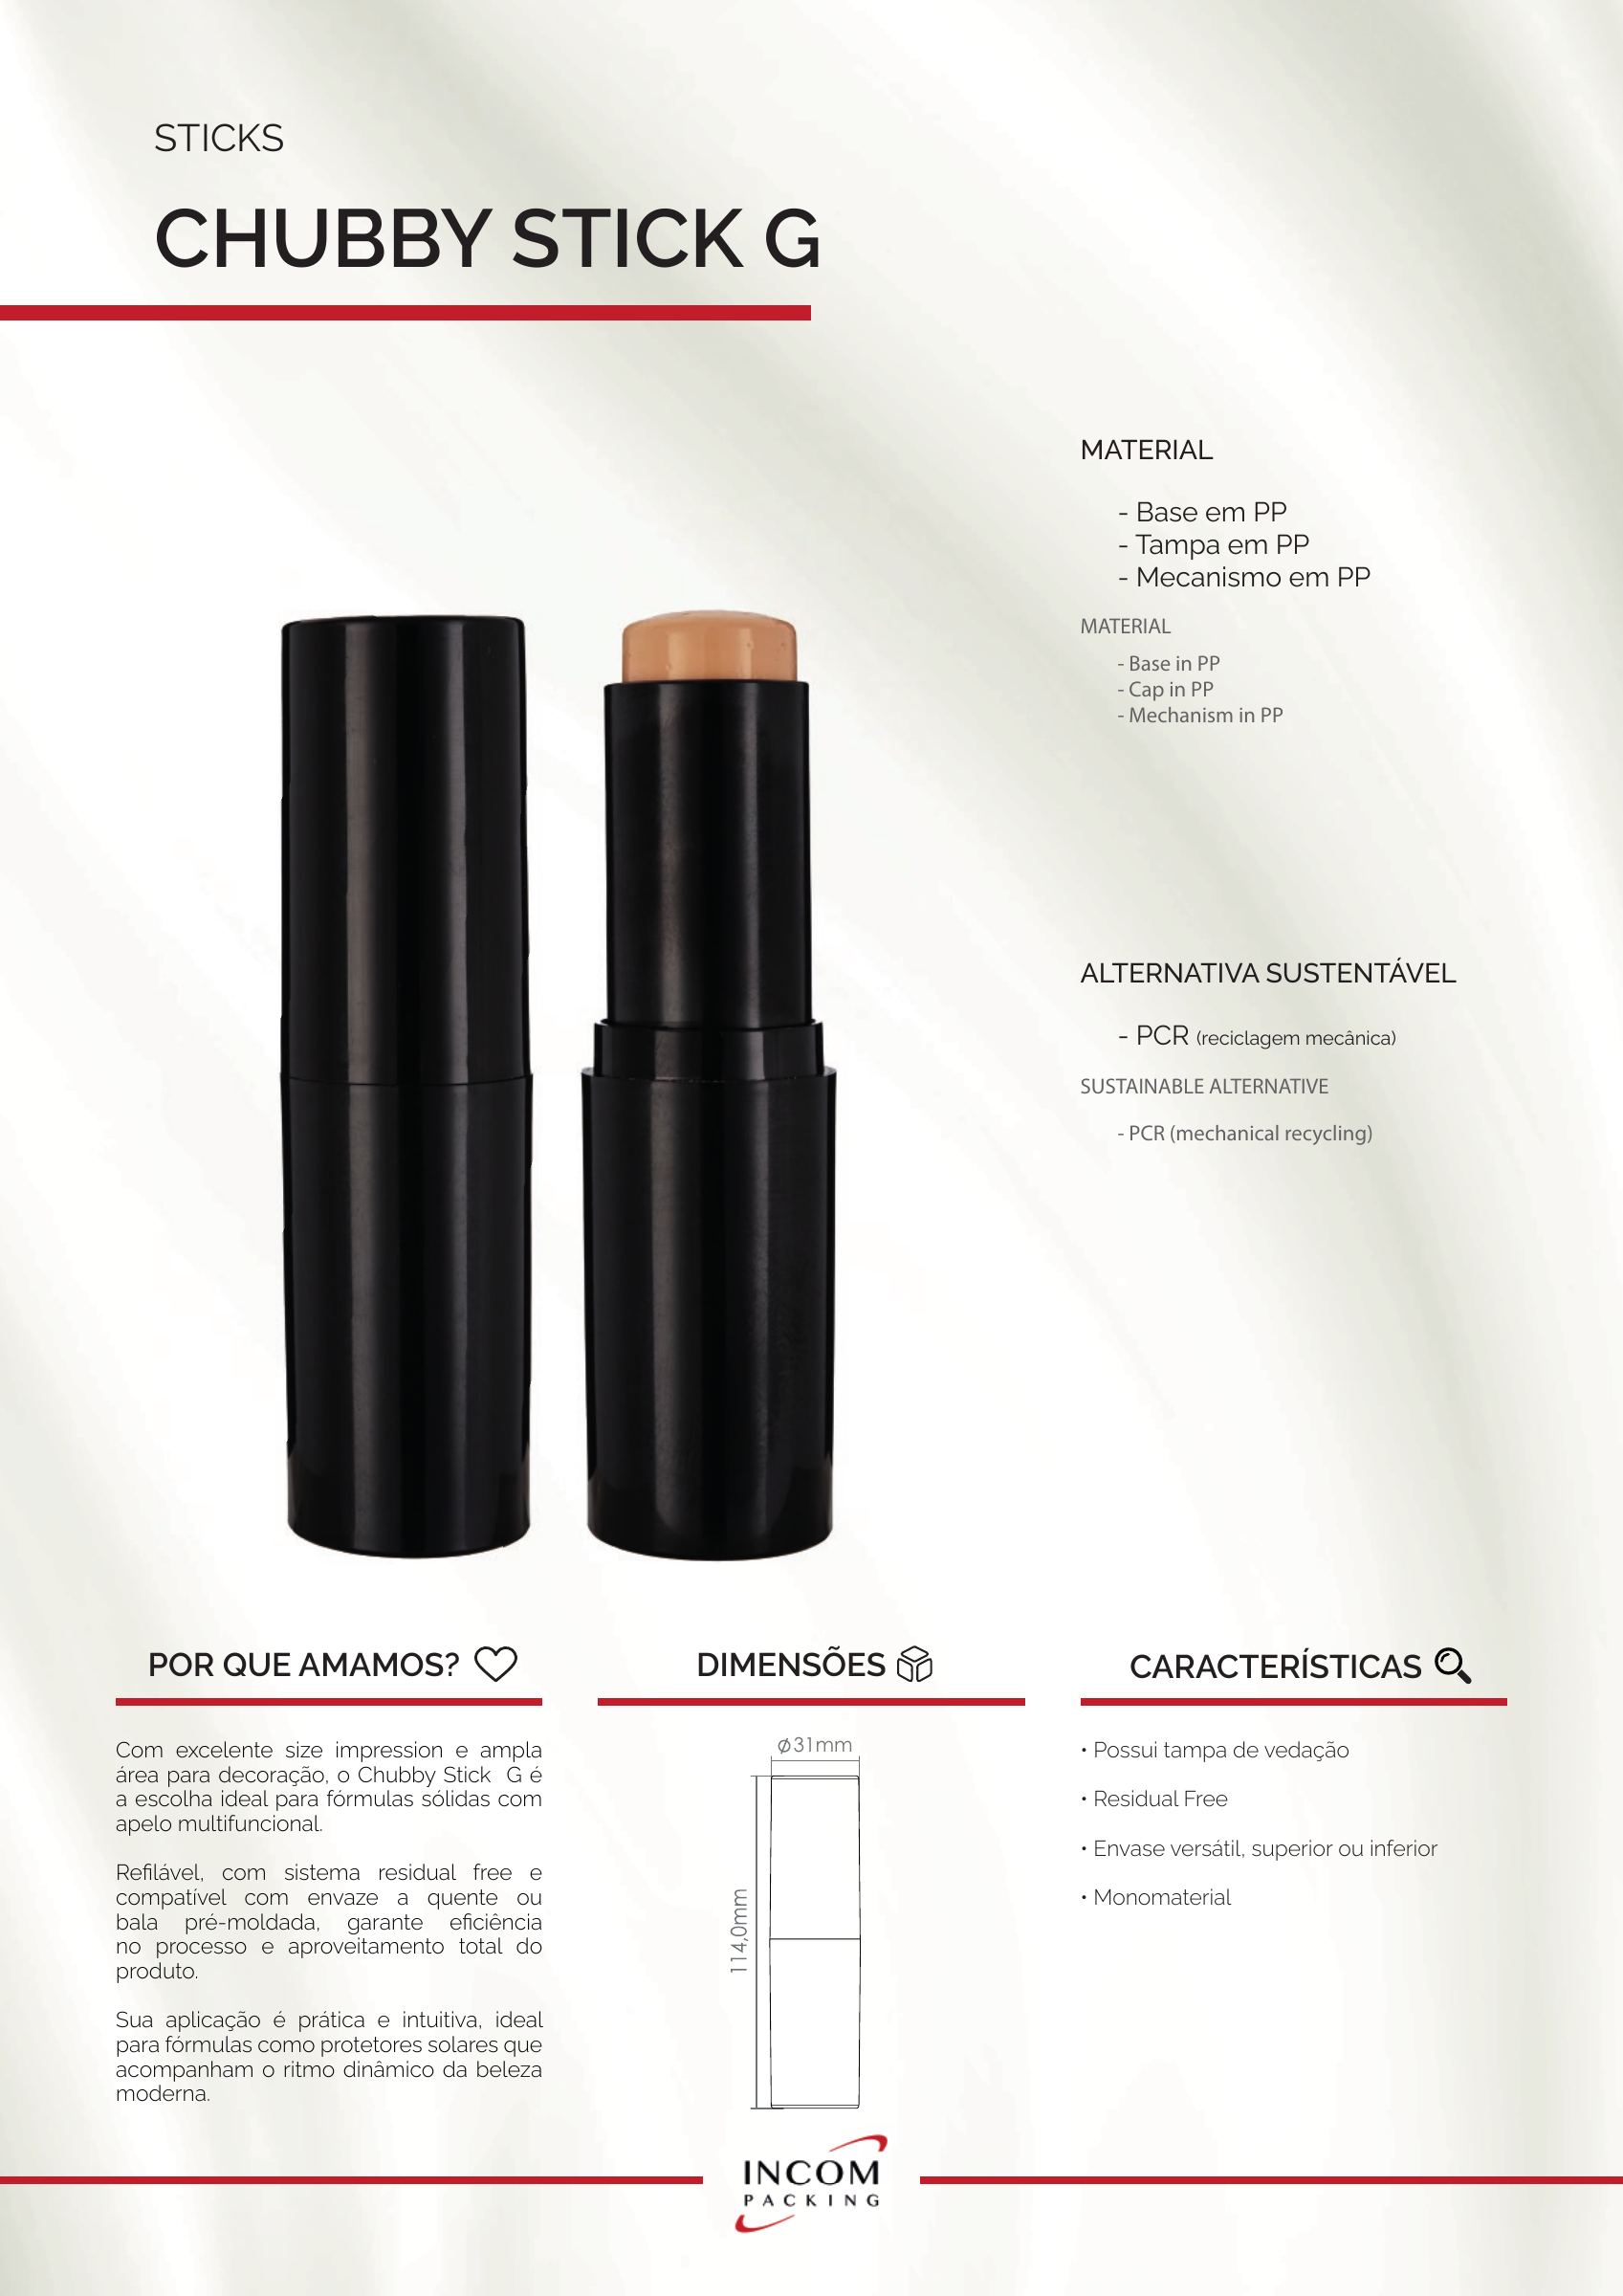 STICKS
CHUBBY STICK G
MATERIAL
- Base em PP
- Tampa em PP
- Mecanismo em PP
MATERIAL
- Base in PP
- Cap in PP
- Mechanism in PP
ALTERNATIVA SUSTENTÁVEL
- PCR (reciclagem mecânica)
SUSTAINABLE ALTERNATIVE
- PCR (mechanical recycling)
POR QUE AMAMOS?
Com excelente size impression e ampla
área para decoração, o Chubby Stick G é
a escolha ideal para fórmulas sólidas com
apelo multifuncional.
Refilável, com sistema residual free e
compatível com envaze a quente ou
bala pré-moldada, garante eficiência
no processo e aproveitamento total do
produto.
Sua aplicação é prática e intuitiva, ideal
para fórmulas como protetores solares que
acompanham o ritmo dinâmico da beleza
moderna.
DIMENSÕES
ϕ31mm
114,0mm
CARACTERÍSTICAS
• Possui tampa de vedação
• Residual Free
• Envase versátil, superior ou inferior
• Monomaterial
INCOM
PACKING